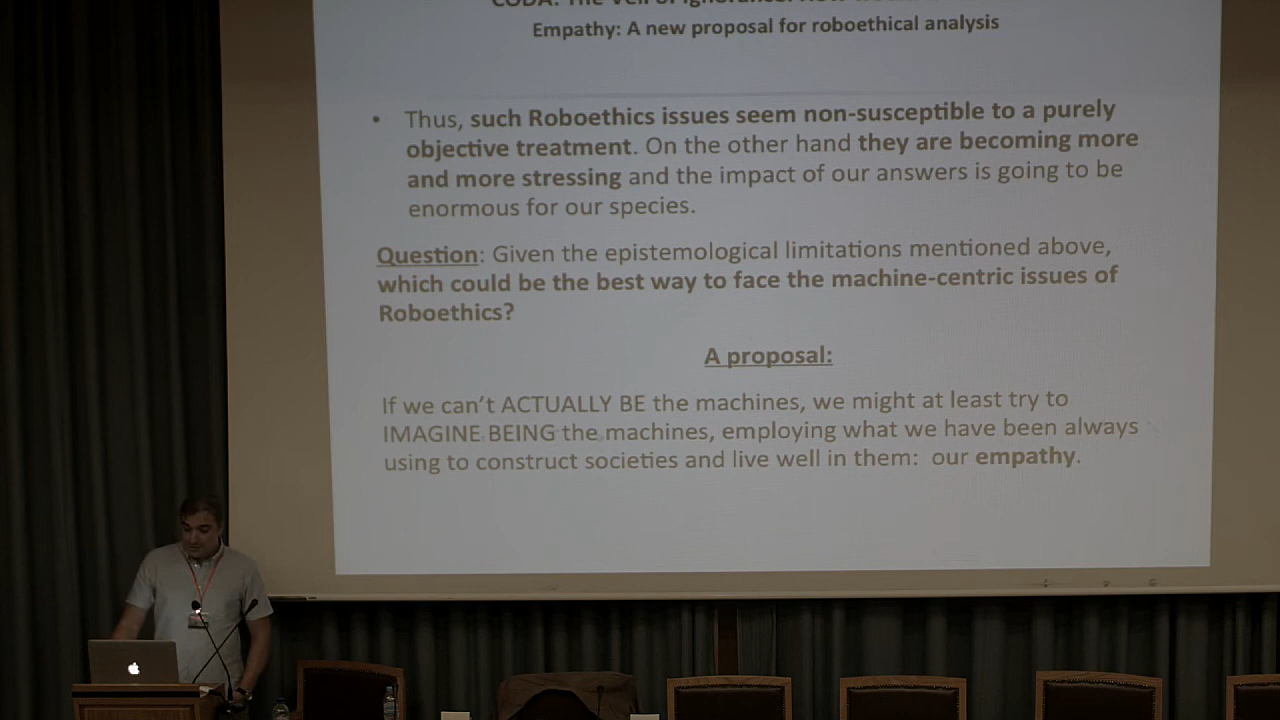 CODA: The Veil of Ignorance:
Empathy: A new proposal for roboethical analysis
• Thus, such Roboethics issues seem non-susceptible to a purely
objective treatment. On the other hand they are becoming more
and more stressing and the impact of our answers is going to be
enormous for our species.
Question: Given the epistemological limitations mentioned above,
which could be the best way to face the machine-centric issues of
Roboethics?
A proposal:
If we can't ACTUALLY BE the machines, we might at least try to
IMAGINE BEING the machines, employing what we have been always
using to construct societies and live well in them: our empathy.